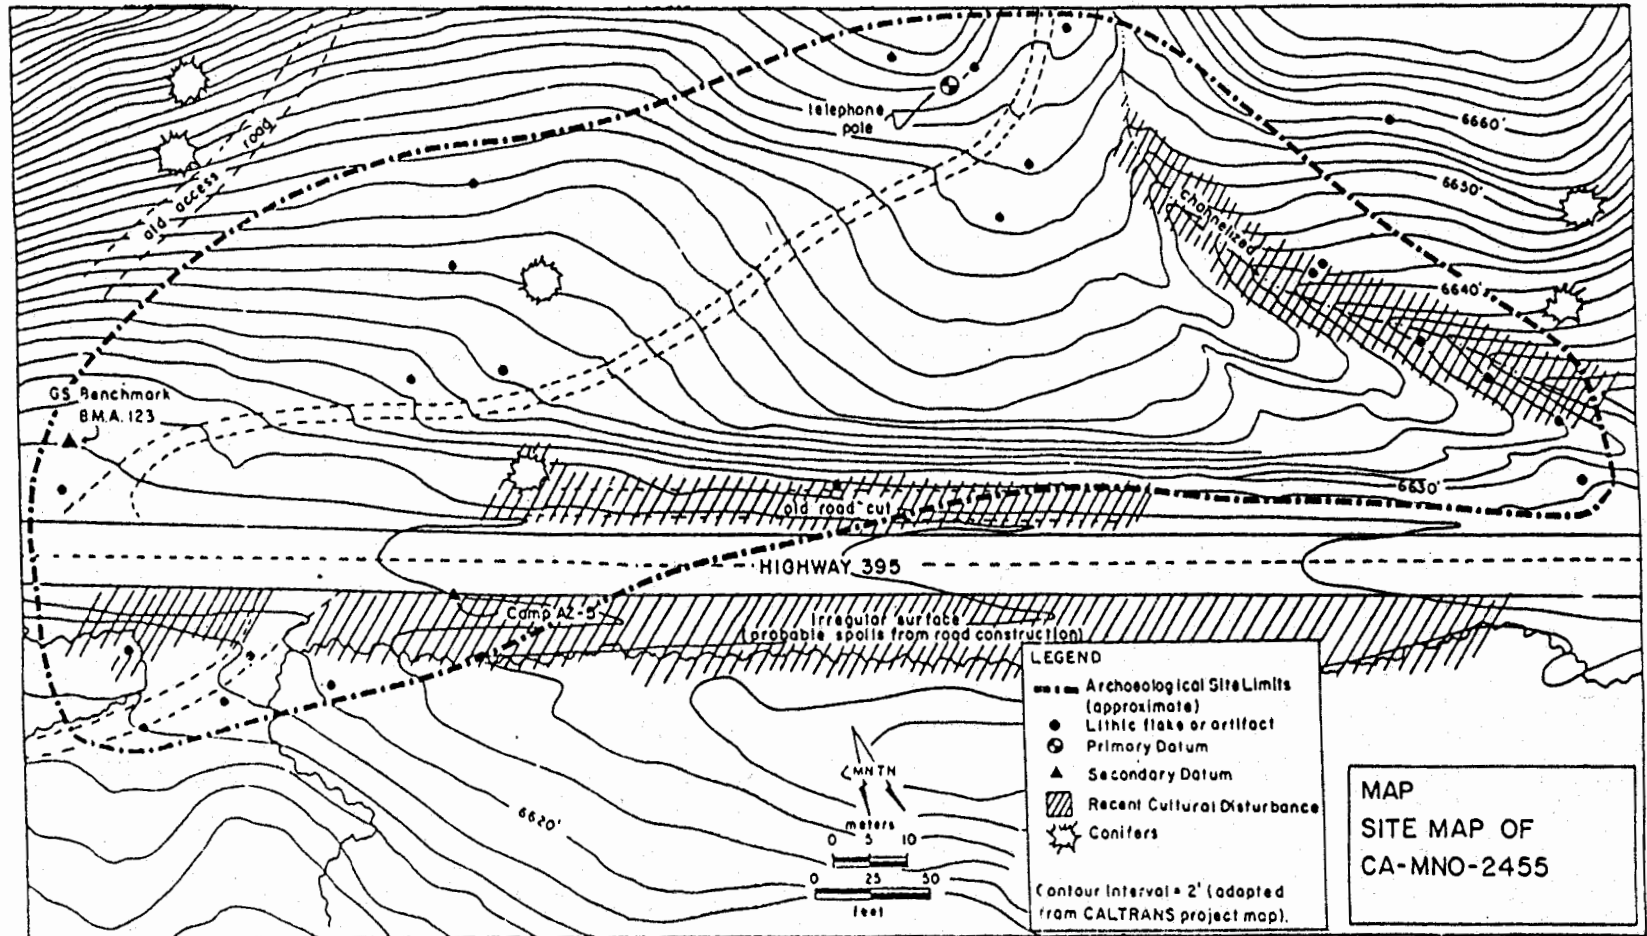 telephone
pole
6660'
6650'
old access road
channelized
6640'
GS Benchmark
B.M.A. 123
6630'
old road cut
HIGHWAY 395
Camp AZ-5
Irregular surface
(probable spoils from road construction)
6620'
MN TN
meters
0 5 10
0 25 50
feet
LEGEND
Archaeological Site Limits
(approximate)
Lithic flake or artifact
Primary Datum
Secondary Datum
Recent Cultural Disturbance
Conifers
Contour Interval = 2' (adapted
from CALTRANS project map).
MAP
SITE MAP OF
CA-MNO-2455